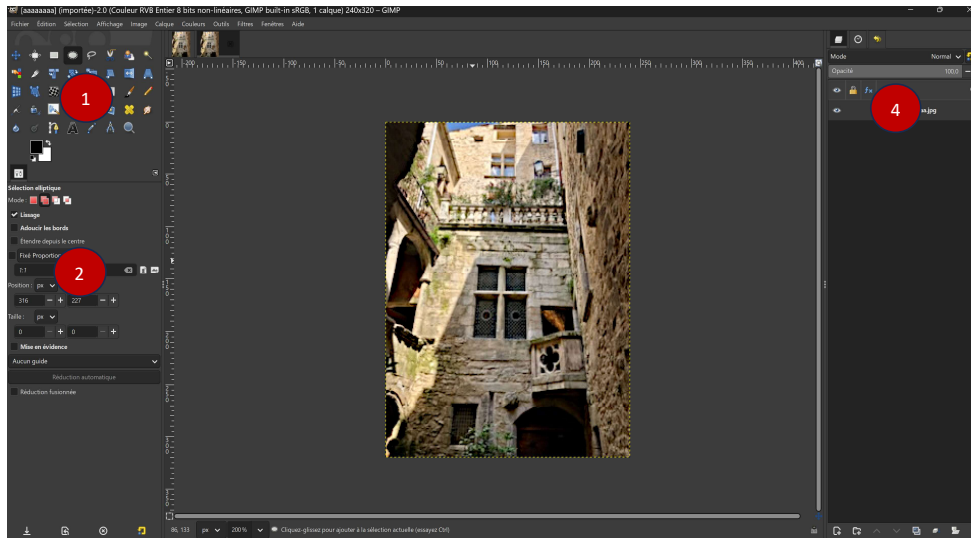 [aaaaaaaa] (importée)-2.0 (Couleur RVB Entier 8 bits non-linéaires, GIMP built-in sRGB, 1 calque) 240x320 – GIMP
Fichier Édition Sélection Affichage Image Calque Couleurs Outils Filtres Fenêtres Aide
Mode Normal
Opacité 100,0
1
4
ss.jpg
Sélection elliptique
Mode :
Lissage
Adoucir les bords
Étendre depuis le centre
Fixé Proportio
1:1
2
Position : px
316 − + 227 − +
Taille : px
0 − + 0 − +
Mise en évidence
Aucun guide
Réduction automatique
Réduction fusionnée
86, 133 px 200% Cliquez-glissez pour ajouter à la sélection actuelle (essayez Ctrl)